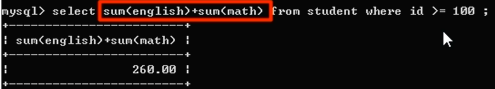 mysql> select sum(english)+sum(math) from student where id >= 100 ;
+-----------------------+
| sum(english)+sum(math) |
+-----------------------+
| 260.00 |
+-----------------------+